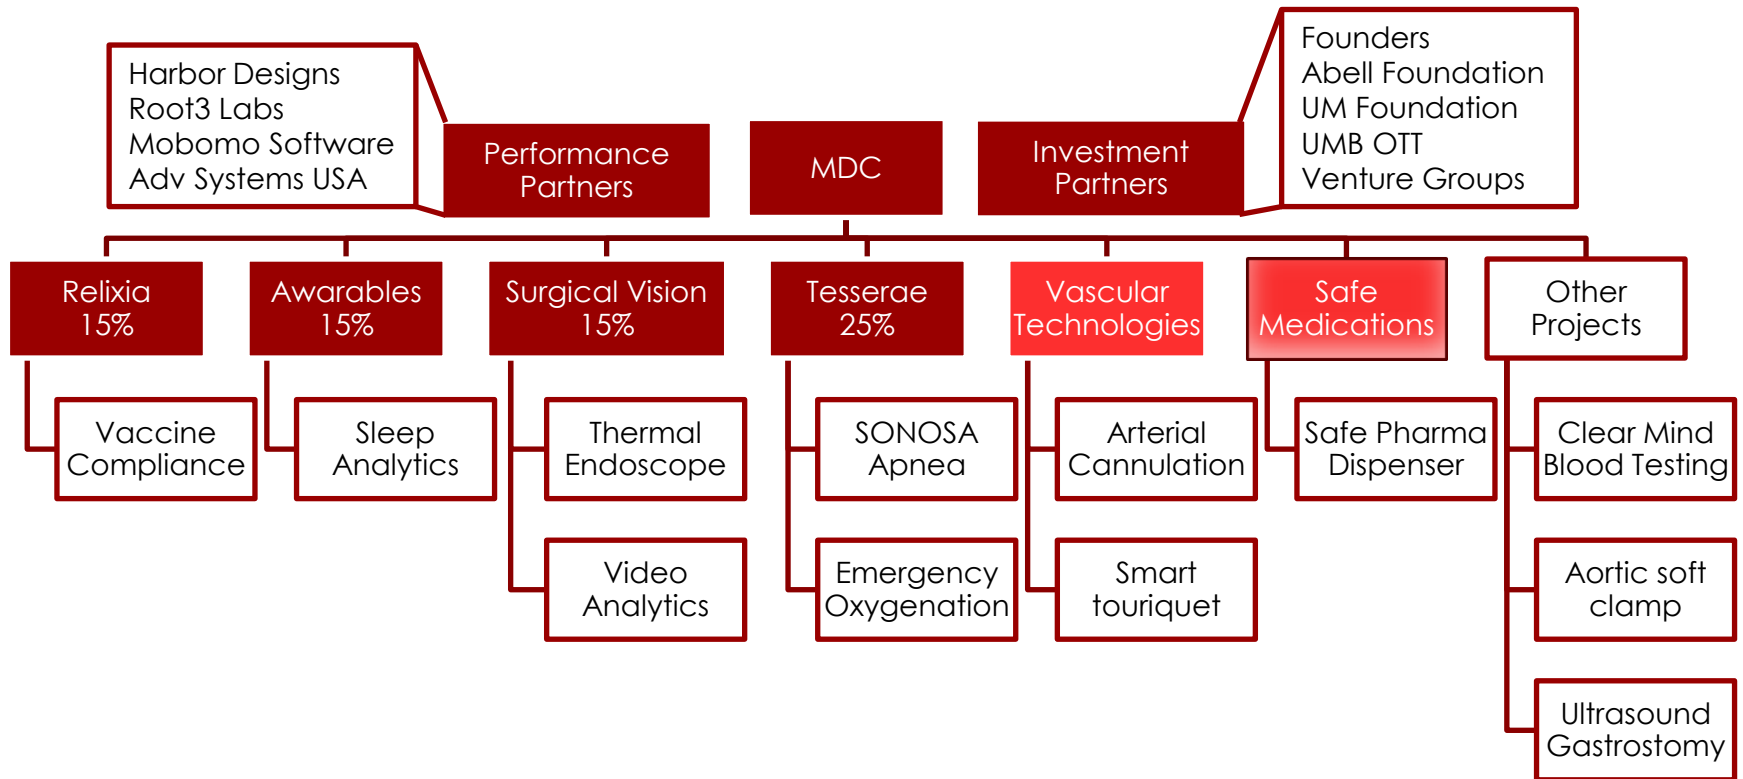 Harbor Designs
Root3 Labs
Mobomo Software
Adv Systems USA
Performance
Partners
MDC
Investment
Partners
Founders
Abell Foundation
UM Foundation
UMB OTT
Venture Groups
Relixia
15%
Awarables
15%
Surgical Vision
15%
Tesserae
25%
Vascular
Technologies
Safe
Medications
Other
Projects
Vaccine
Compliance
Sleep
Analytics
Thermal
Endoscope
SONOSA
Apnea
Arterial
Cannulation
Safe Pharma
Dispenser
Clear Mind
Blood Testing
Video
Analytics
Emergency
Oxygenation
Smart
touriquet
Aortic soft
clamp
Ultrasound
Gastrostomy